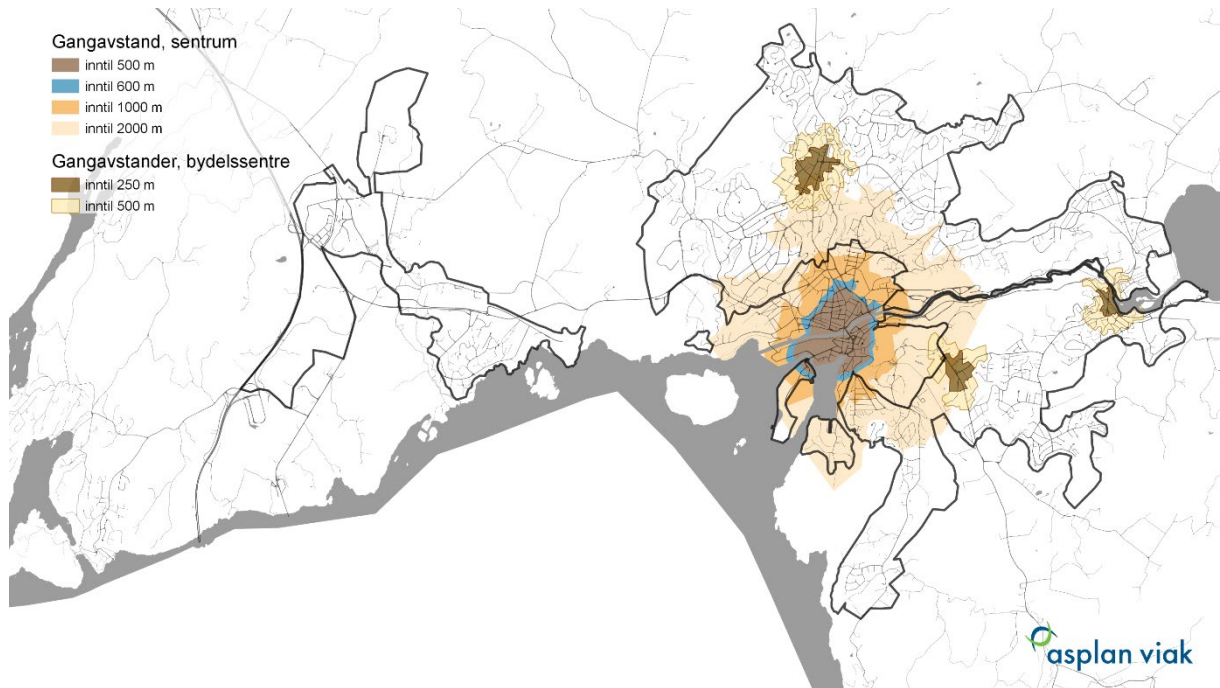 Gangavstand, sentrum
inntil 500 m
inntil 600 m
inntil 1000 m
inntil 2000 m
Gangavstander, bydelssentre
inntil 250 m
inntil 500 m
asplan viak